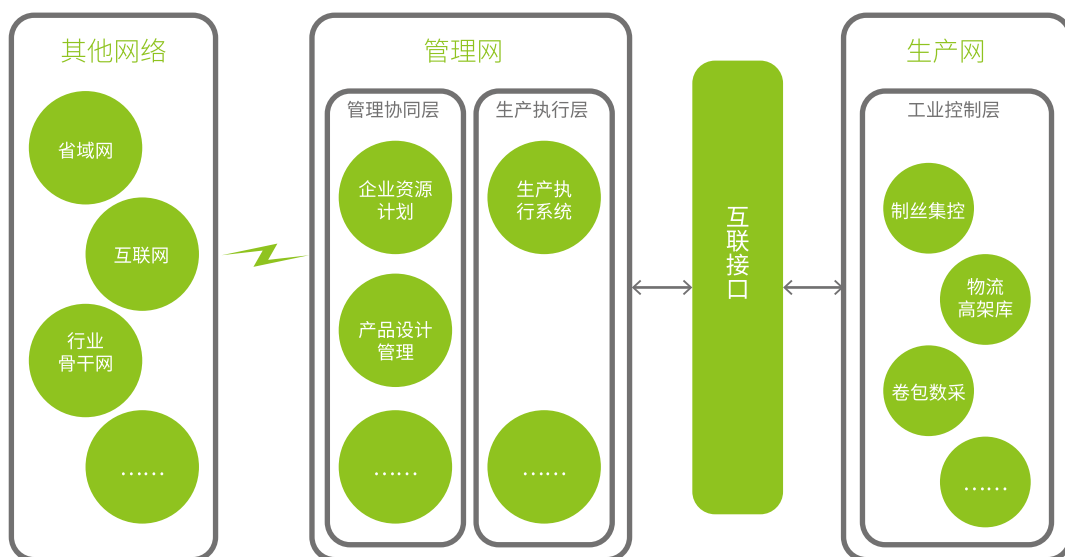 其他网络
省域网
互联网
行业
骨干网
……
管理网
管理协同层
企业资源
计划
产品设计
管理
……
生产执行层
生产执
行系统
……
互联接口
生产网
工业控制层
制丝集控
物流
高架库
卷包数采
……